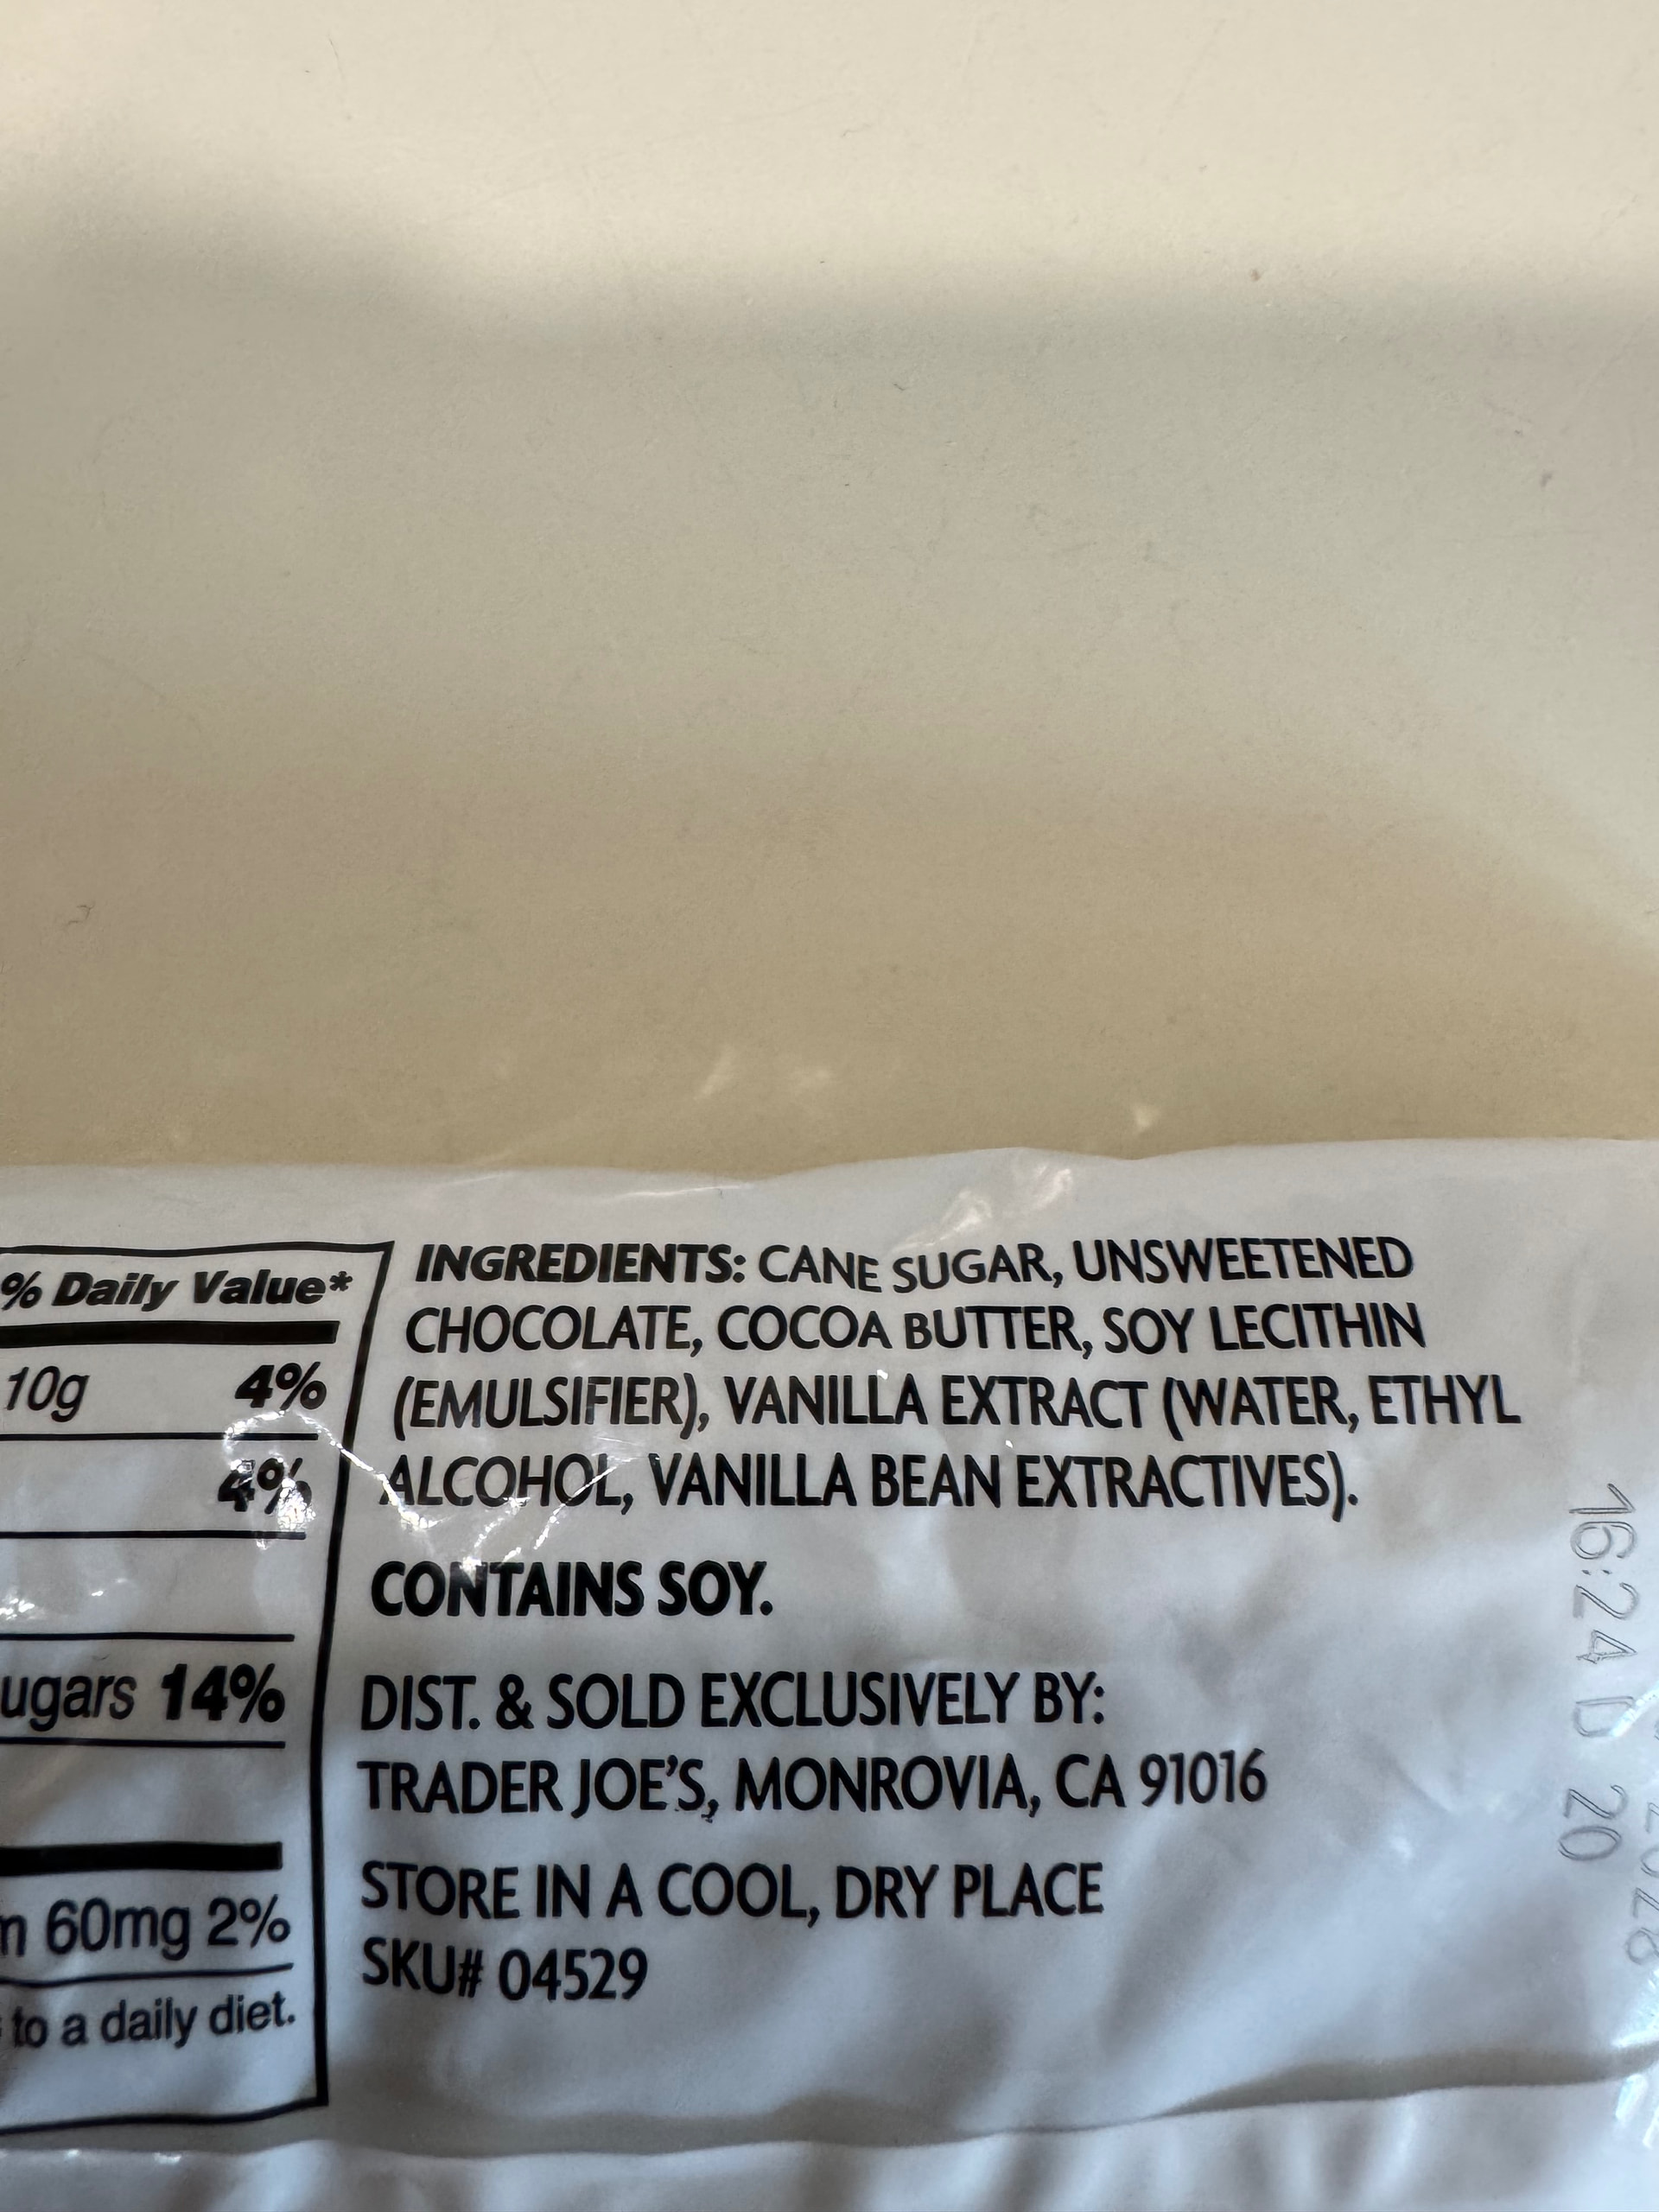 % Daily Value*
10g 4%
4%
ugars 14%
60mg 2%
to a daily diet.
INGREDIENTS: CANE SUGAR, UNSWEETENED
CHOCOLATE, COCOA BUTTER, SOY LECITHIN
(EMULSIFIER), VANILLA EXTRACT (WATER, ETHYL
ALCOHOL, VANILLA BEAN EXTRACTIVES).
CONTAINS SOY.
DIST. & SOLD EXCLUSIVELY BY:
TRADER JOE'S, MONROVIA, CA 91016
STORE IN A COOL, DRY PLACE
SKU# 04529
16:24 D 20